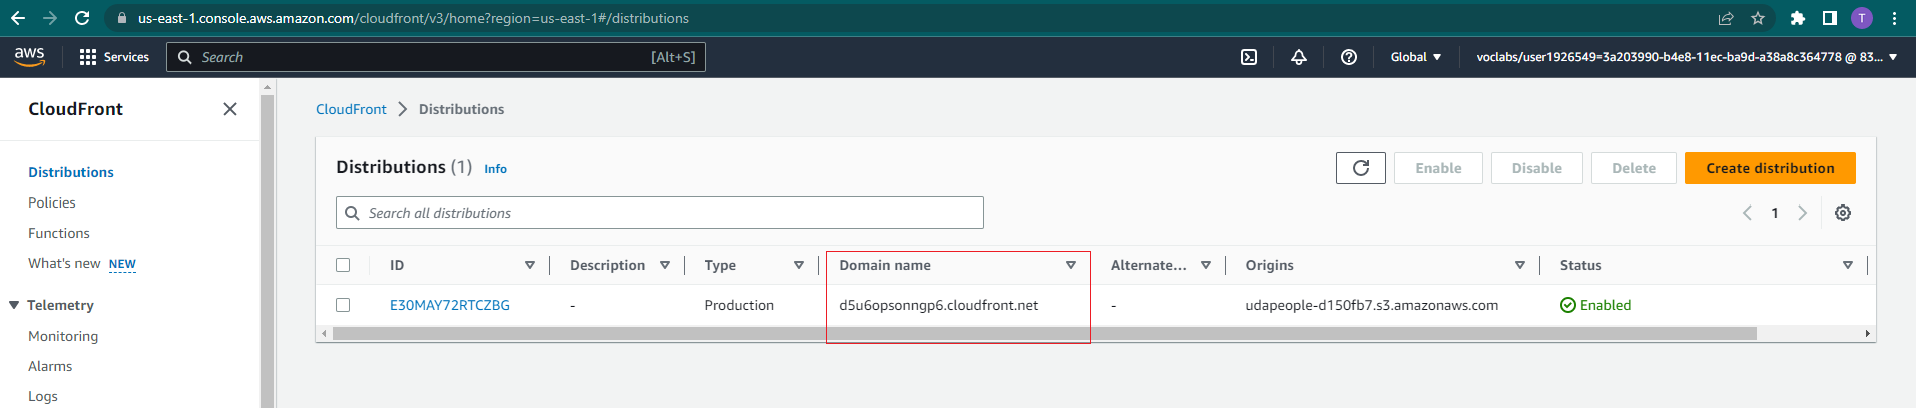 us-east-1.console.aws.amazon.com/cloudfront/v3/home?region=us-east-1#/distributions
T
aws Services Search [Alt+S] Global voclabs/user1926549=3a203990-b4e8-11ec-ba9d-a38a8c364778 @ 83...
CloudFront
CloudFront Distributions
Distributions (1) Info
Enable Disable Delete Create distribution
Distributions
Policies
Functions
What's new NEW
Telemetry
Monitoring
Alarms
Logs
Search all distributions 1
ID Description Type Domain name Alternate... Origins Status
E30MAY72RTCZBG - Production d5u6opsonngp6.cloudfront.net - udapeople-d150fb7.s3.amazonaws.com Enabled